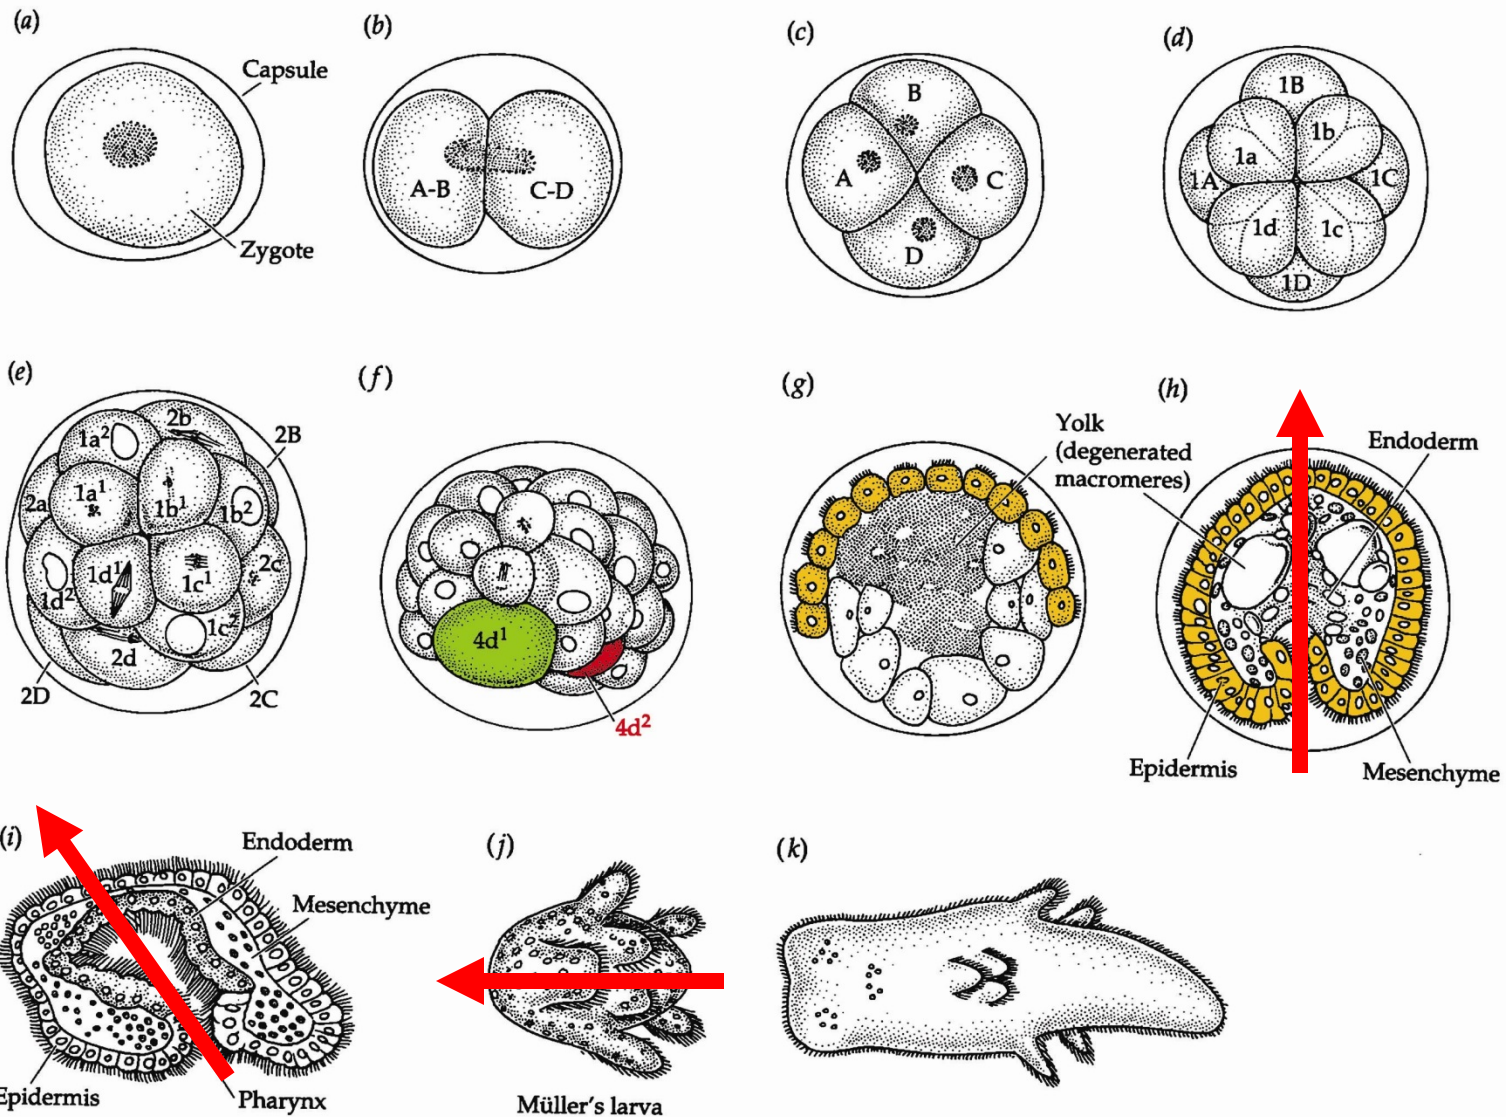 (a)
Capsule
Zygote
(b)
A-B
C-D
(c)
B
A
C
D
(d)
1B
1b
1a
1A
1C
1d
1c
1D
(e)
2b
2B
1a²
1a¹
1b¹
1b²
2a
2c
1d¹
1c¹
1d²
1c²
2d
2D
2C
(f)
4d¹
4d²
(g)
Yolk
(degenerated
macromeres)
(h)
Endoderm
Epidermis
Mesenchyme
(i)
Endoderm
Mesenchyme
Epidermis
Pharynx
(j)
Müller's larva
(k)